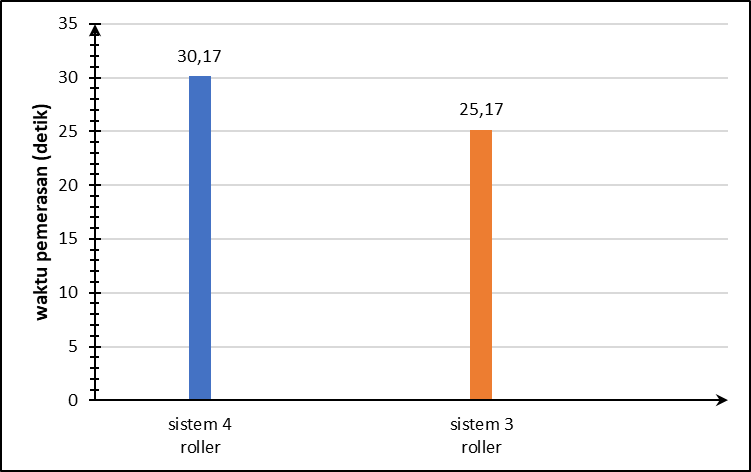 35
30
25
20
15
10
5
0
waktu pemerasan (detik)
30,17
25,17
sistem 4
roller
sistem 3
roller